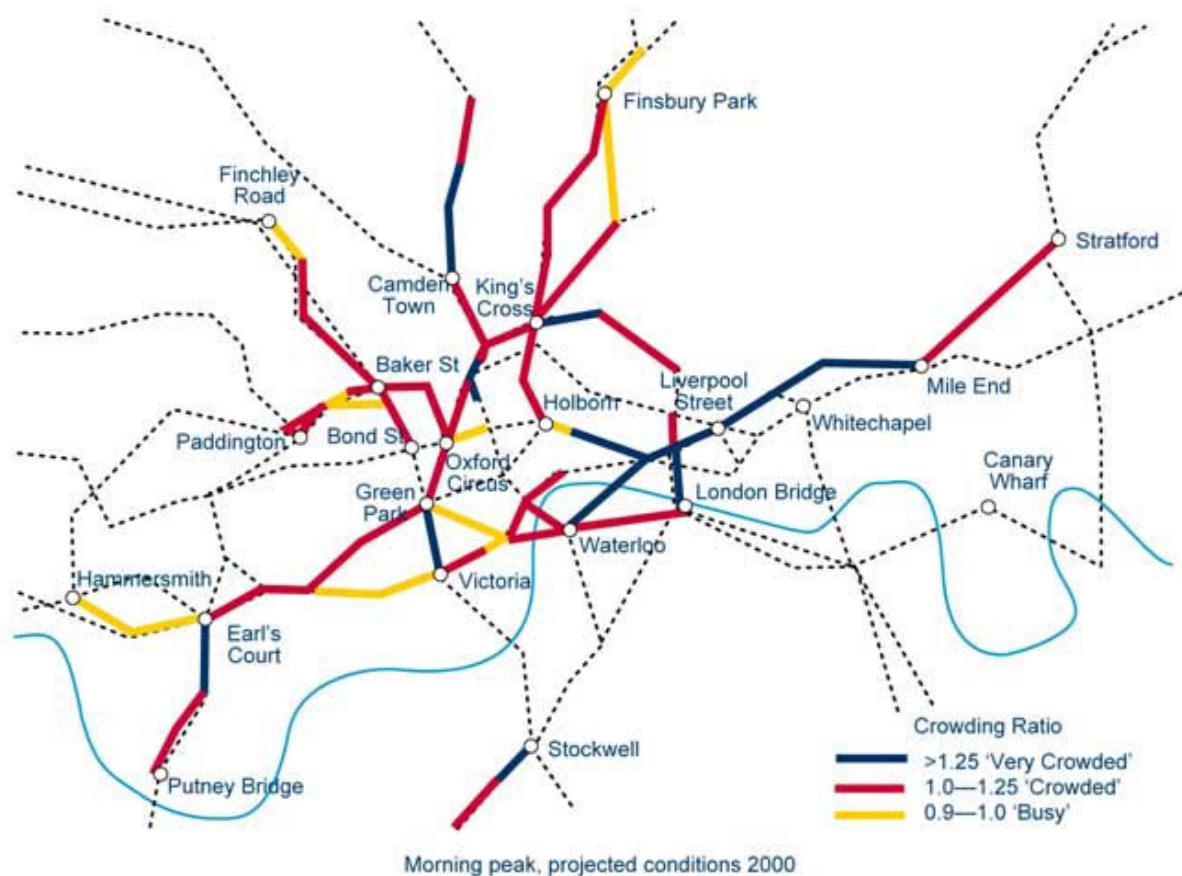 Finsbury Park
Finchley
Road
Stratford
Camden
Town
King's
Cross
Baker St
Liverpool
Street
Mile End
Holborn
Whitechapel
Paddington
Bond St
Oxford
Circus
Canary
Wharf
Green
Park
London Bridge
Waterloo
Hammersmith
Victoria
Earl's
Court
Stockwell
Putney Bridge
Crowding Ratio
>1.25 'Very Crowded'
1.0—1.25 'Crowded'
0.9—1.0 'Busy'
Morning peak, projected conditions 2000